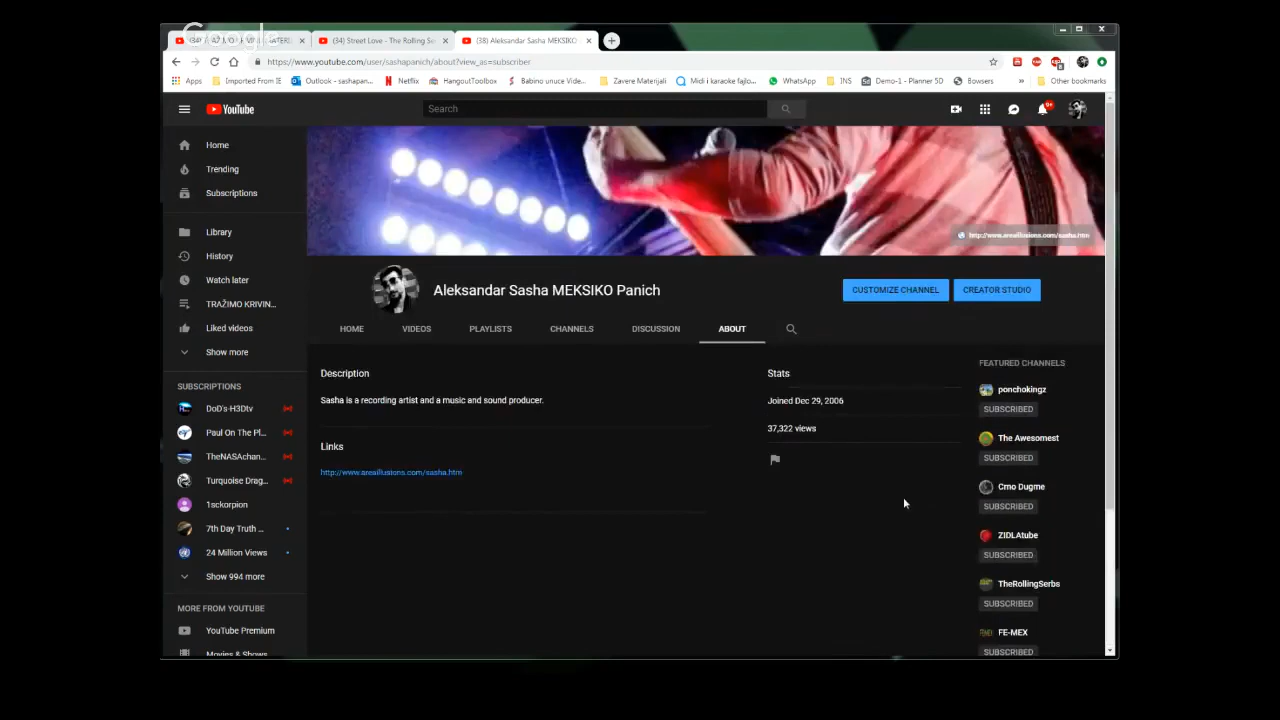 Google
(34) Street Love - The Rolling Se
(38) Aleksandar Sasha MEKSIKO
https://www.youtube.com/user/sashapanich/about?view_as=subscriber
Apps
Imported From IE
Outlook - sashapan...
Netflix
HangoutToolbox
Babino unuce Vide...
Zavere Materijali
Midi i karaoke fajlo...
WhatsApp
INS
Demo-1 - Planner 5D
Bowsers
»
Other bookmarks
YouTube
Search
9+
Home
Trending
Subscriptions
Library
History
Watch later
TRAŽIMO KRIVIN...
Liked videos
Show more
SUBSCRIPTIONS
DoD's-H3Dtv
Paul On The Pl...
TheNASAchan...
Turquoise Drag...
1sckorpion
7th Day Truth ...
24 Million Views
Show 994 more
MORE FROM YOUTUBE
YouTube Premium
Movies & Shows
http://www.areaillusions.com/sasha.htm
Aleksandar Sasha MEKSIKO Panich
CUSTOMIZE CHANNEL
CREATOR STUDIO
HOME
VIDEOS
PLAYLISTS
CHANNELS
DISCUSSION
ABOUT
Description
Sasha is a recording artist and a music and sound producer.
Links
http://www.areaillusions.com/sasha.htm
Stats
Joined Dec 29, 2006
37,322 views
FEATURED CHANNELS
ponchokingz
SUBSCRIBED
The Awesomest
SUBSCRIBED
Crno Dugme
SUBSCRIBED
ZIDLAtube
SUBSCRIBED
TheRollingSerbs
SUBSCRIBED
FE-MEX
SUBSCRIBED